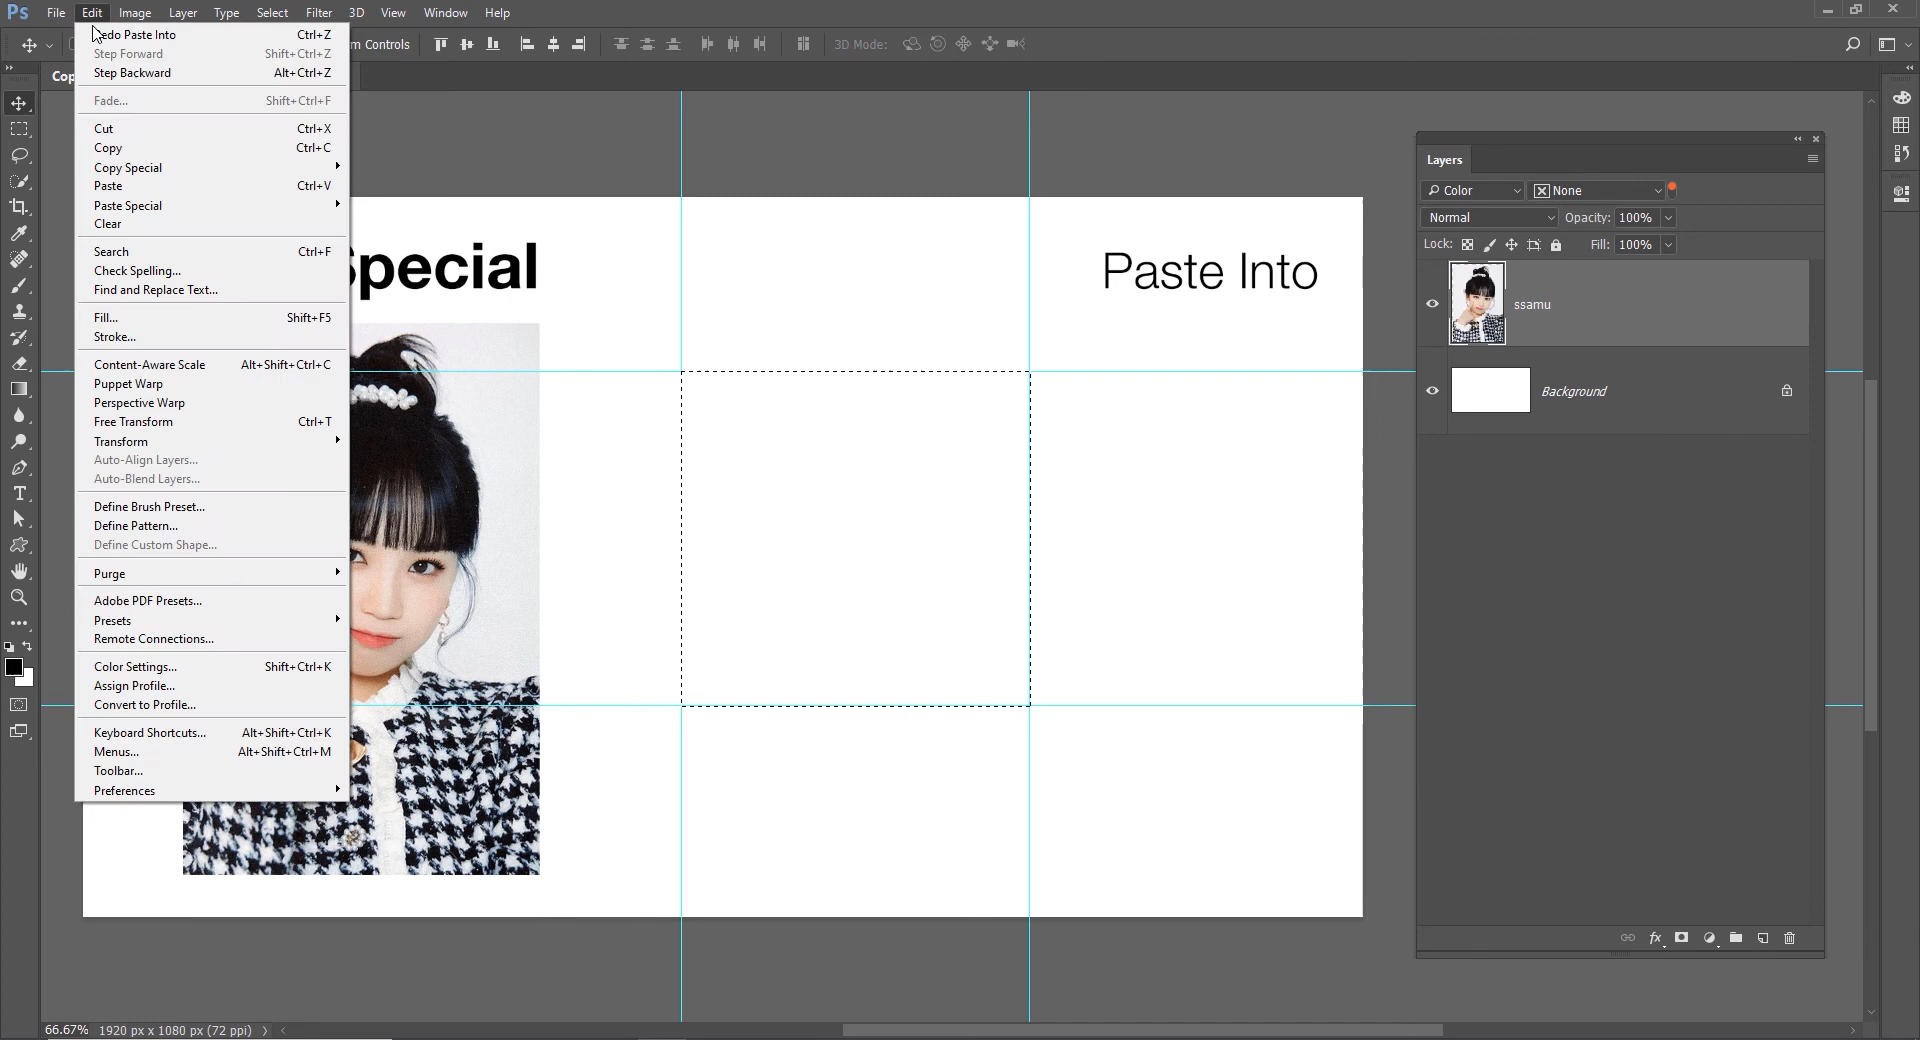 Ps File Edit Image Layer Type Select Filter 3D View Window Help
m Controls 3D Mode:
Cop
edo Paste Into Ctrl+Z
Step Forward Shift+Ctrl+Z
Step Backward Alt+Ctrl+Z
Fade... Shift+Ctrl+F
Cut Ctrl+X
Copy Ctrl+C
Copy Special
Paste Ctrl+V
Paste Special
Clear
Search Ctrl+F
Check Spelling...
Find and Replace Text...
Fill... Shift+F5
Stroke...
Content-Aware Scale Alt+Shift+Ctrl+C
Puppet Warp
Perspective Warp
Free Transform Ctrl+T
Transform
Auto-Align Layers...
Auto-Blend Layers...
Define Brush Preset...
Define Pattern...
Define Custom Shape...
Purge
Adobe PDF Presets...
Presets
Remote Connections...
Color Settings... Shift+Ctrl+K
Assign Profile...
Convert to Profile...
Keyboard Shortcuts... Alt+Shift+Ctrl+K
Menus... Alt+Shift+Ctrl+M
Toolbar...
Preferences
Special
Paste Into
Layers
Color None
Normal Opacity: 100%
Lock: Fill: 100%
ssamu
Background
fx
66.67% 1920 px x 1080 px (72 ppi)